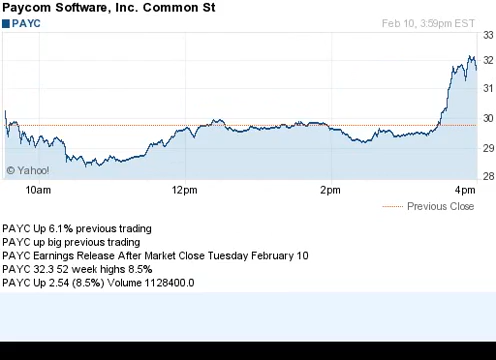 Paycom Software, Inc. Common St
PAYC
Feb 10, 3:59pm EST
33
32
31
30
29
28
© Yahoo!
10am
12pm
2pm
4pm
Previous Close
PAYC Up 6.1% previous trading
PAYC up big previous trading
PAYC Earnings Release After Market Close Tuesday February 10
PAYC 32.3 52 week highs 8.5%
PAYC Up 2.54 (8.5%) Volume 1128400.0